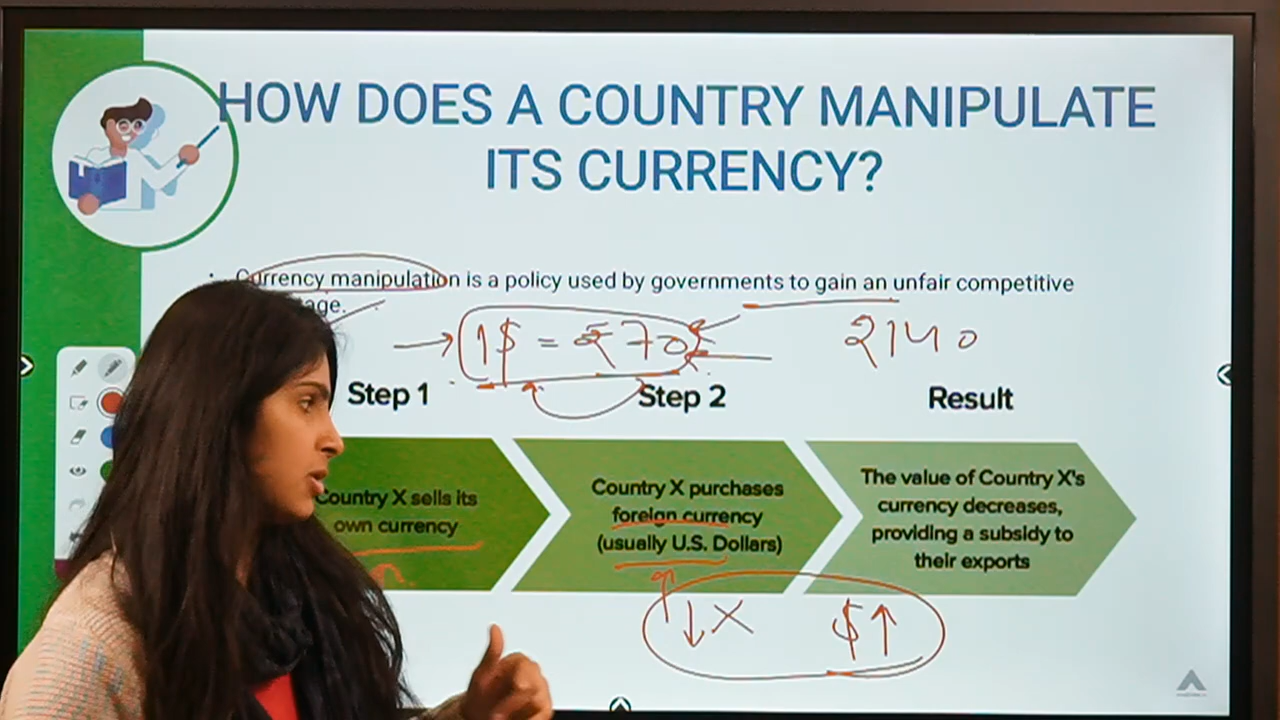 HOW DOES A COUNTRY MANIPULATE
ITS CURRENCY?
• Currency manipulation is a policy used by governments to gain an unfair competitive
age.
1$ = ₹70
2140
Step 1
Step 2
Result
Country X sells its
own currency
Country X purchases
foreign currency
(usually U.S. Dollars)
The value of Country X's
currency decreases,
providing a subsidy to
their exports
↓X $↑